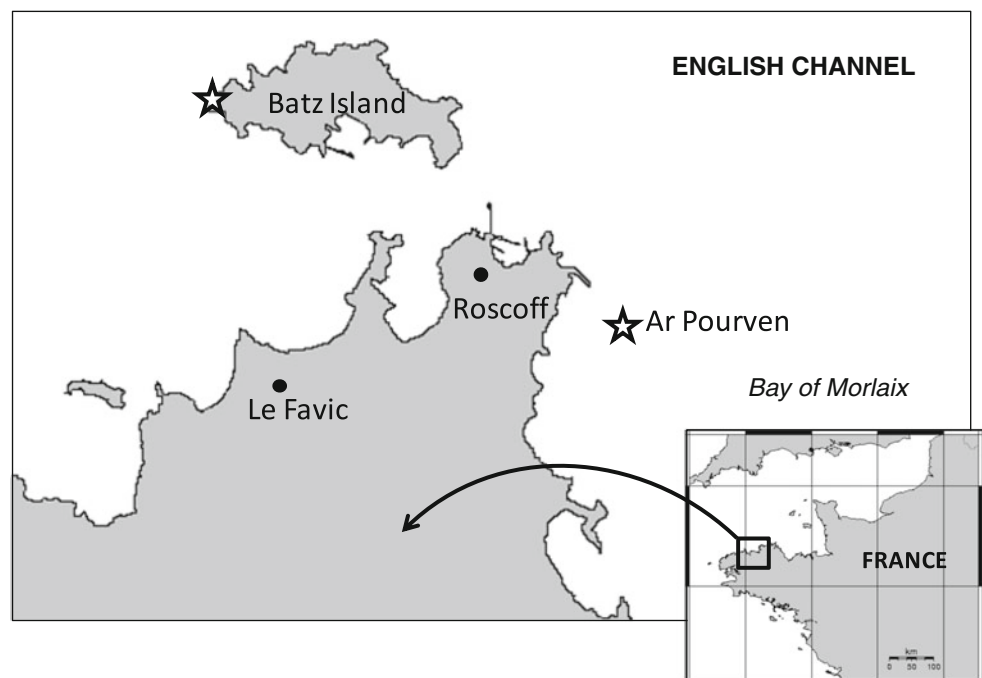 ENGLISH CHANNEL
Batz Island
Roscoff
Ar Pourven
Bay of Morlaix
Le Favic
FRANCE
km
0 50 100